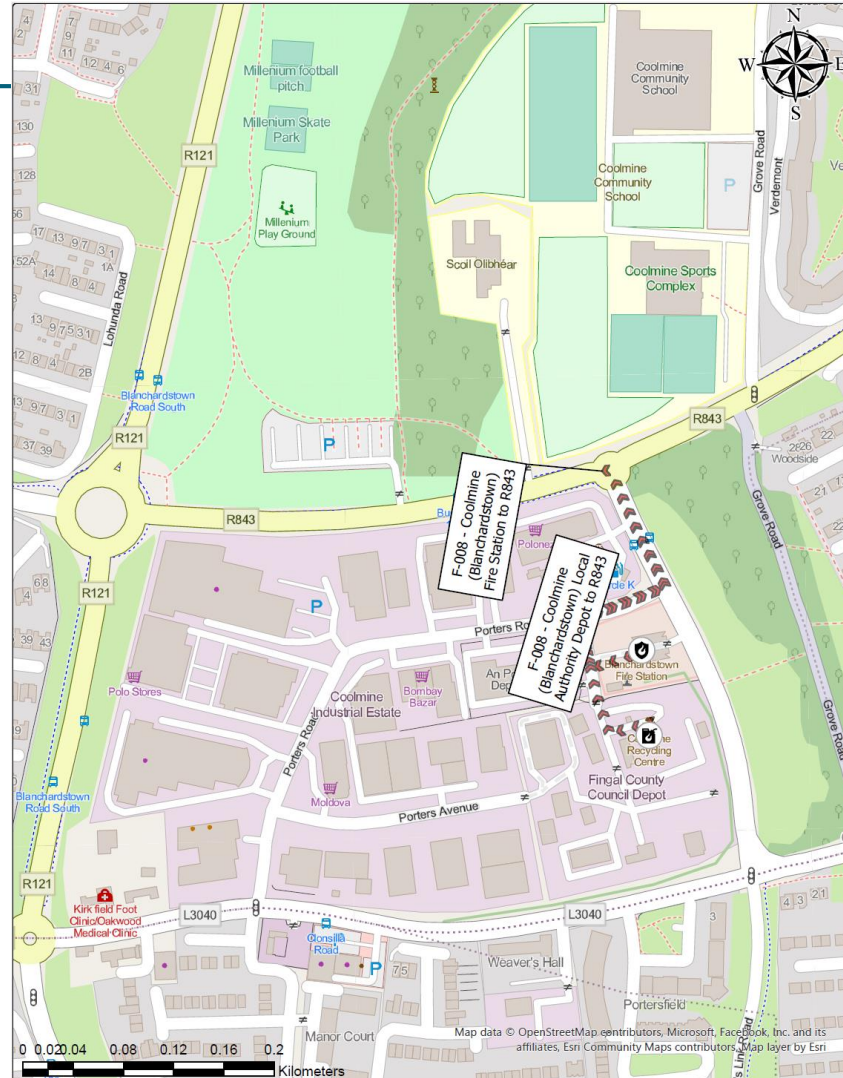 N
W
E
S
R121
Millenium football
pitch
Millenium Skate
Park
Millenium
Play Ground
Coolmine
Community
School
Coolmine
Community
School
P
Grove Road
Verdemont
Scoil Olibhéar
Coolmine Sports
Complex
Lohunda Road
Blanchardstown
Road South
R121
P
R843
R843
Woodside
Grove Road
Grove Road
F-008 - Coolmine
(Blanchardstown)
Fire Station to R843
F-008 - Coolmine
(Blanchardstown) Local
Authority Depot to R843
R121
P
Polo Stores
Coolmine
Industrial Estate
Bombay
Bazar
Porters Road
Moldova
Porters Avenue
Blanchardstown
Fire Station
Recycling
Centre
Fingal County
Council Depot
Blanchardstown
Road South
R121
Kirkfield Foot
Clinic/Oakwood
Medical Clinic
L3040
L3040
Clonsilla
Road
P
Weaver's Hall
Portersfield
Manor Court
Map data © OpenStreetMap contributors, Microsoft, Facebook, Inc. and its
affiliates, Esri Community Maps contributors, Map layer by Esri
0 0.02 0.04 0.08 0.12 0.16 0.2
Kilometers